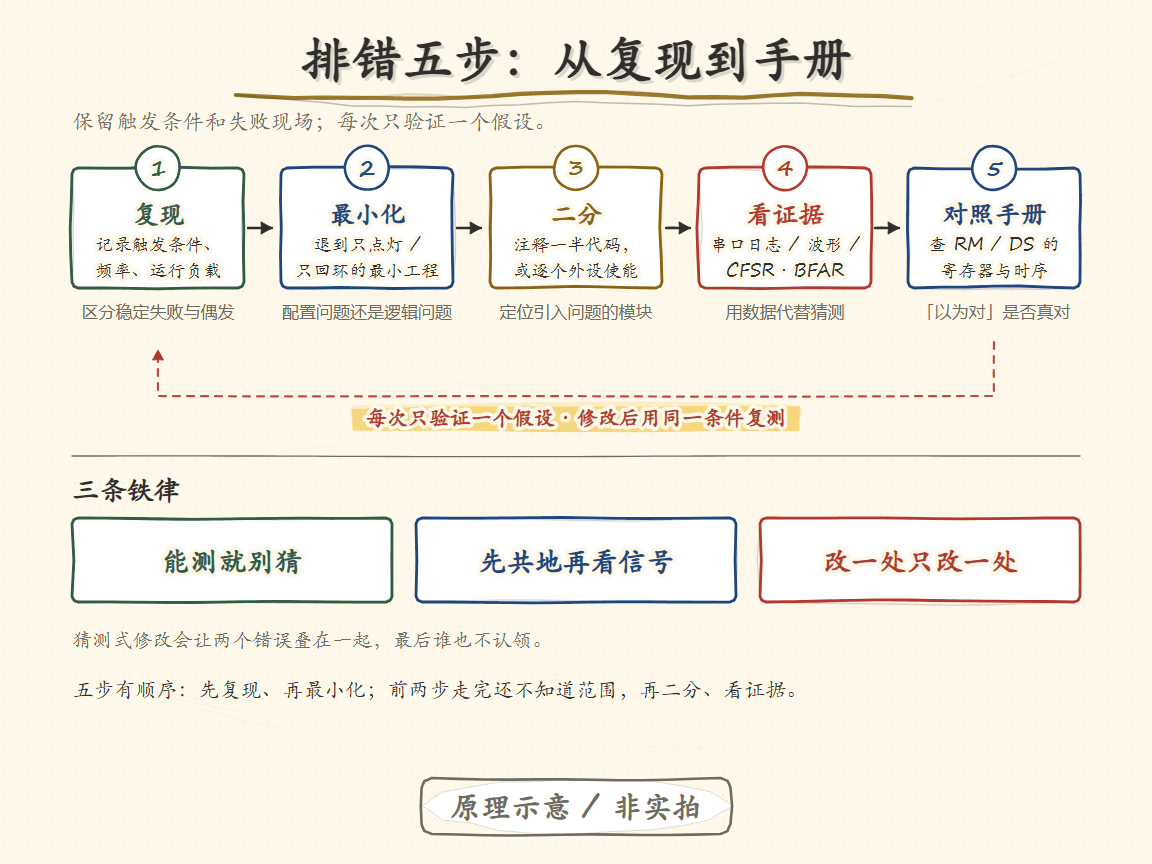 排错五步：从复现到手册
保留触发条件和失败现场；每次只验证一个假设。
1
复现
记录触发条件、
频率、运行负载
区分稳定失败与偶发
2
最小化
退到只点灯 /
只回环的最小工程
配置问题还是逻辑问题
3
二分
注释一半代码，
或逐个外设使能
定位引入问题的模块
4
看证据
串口日志 / 波形 /
CFSR · BFAR
用数据代替猜测
5
对照手册
查 RM / DS 的
寄存器与时序
「以为对」是否真对
每次只验证一个假设 · 修改后用同一条件复测
三条铁律
能测就别猜
先共地再看信号
改一处只改一处
猜测式修改会让两个错误叠在一起，最后谁也不认领。
五步有顺序：先复现、再最小化；前两步走完还不知道范围，再二分、看证据。
原理示意 / 非实拍